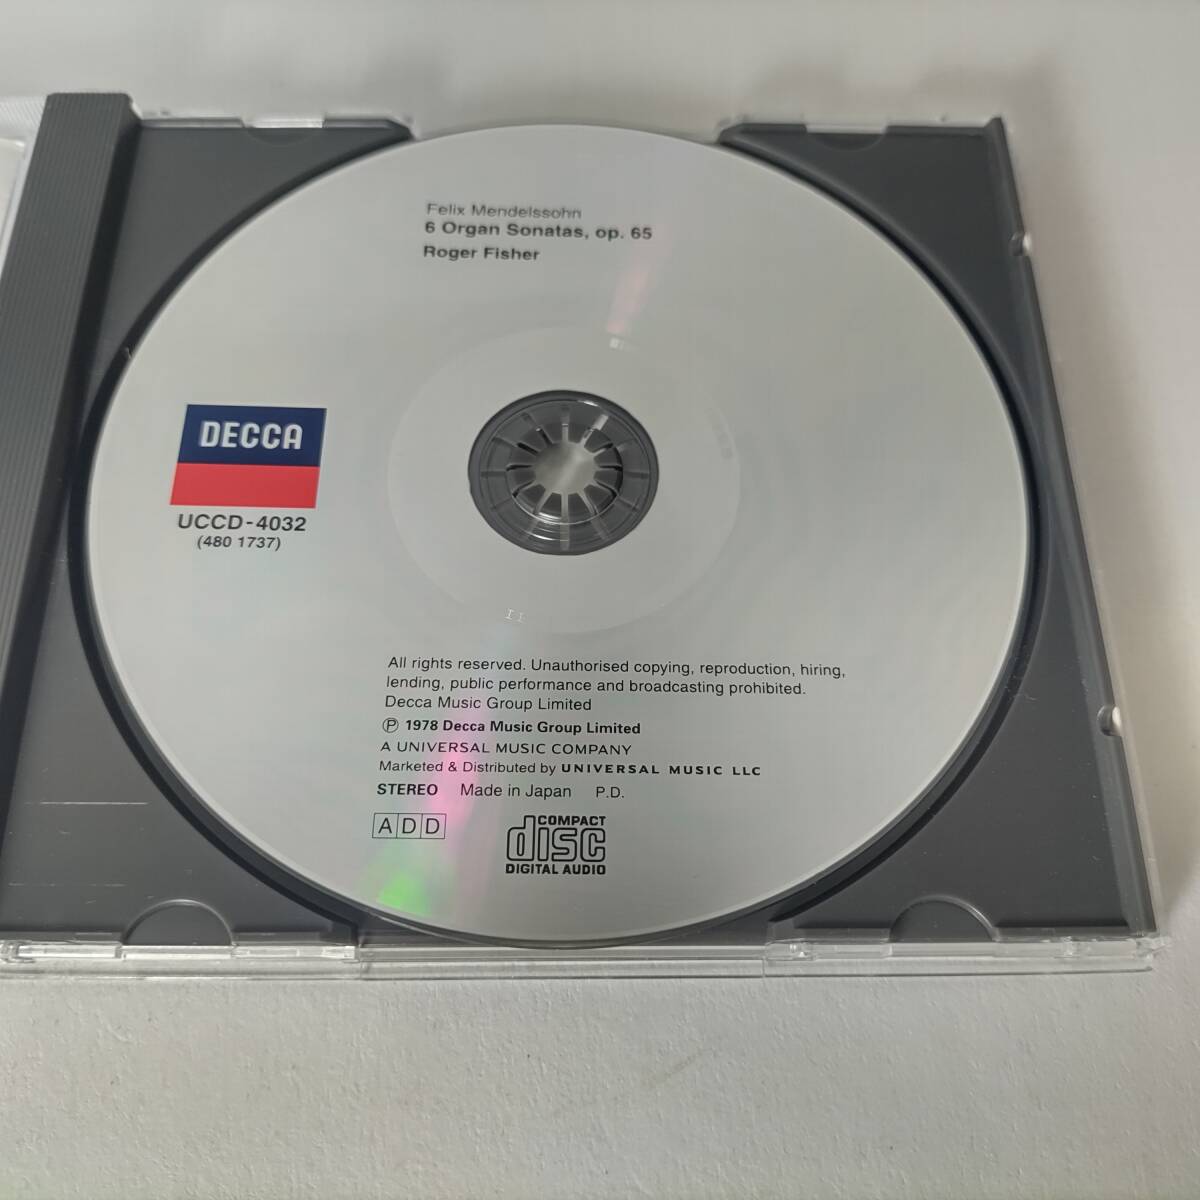 Felix Mendelssohn
6 Organ Sonatas, op. 65
Roger Fisher
DECCA
UCCD-4032
(480 1737)
All rights reserved. Unauthorised copying, reproduction, hiring,
lending, public performance and broadcasting prohibited.
Decca Music Group Limited
Ⓟ 1978 Decca Music Group Limited
A UNIVERSAL MUSIC COMPANY
Marketed & Distributed by UNIVERSAL MUSIC LLC
STEREO Made in Japan P.D.
ADD
COMPACT
disc
DIGITAL AUDIO